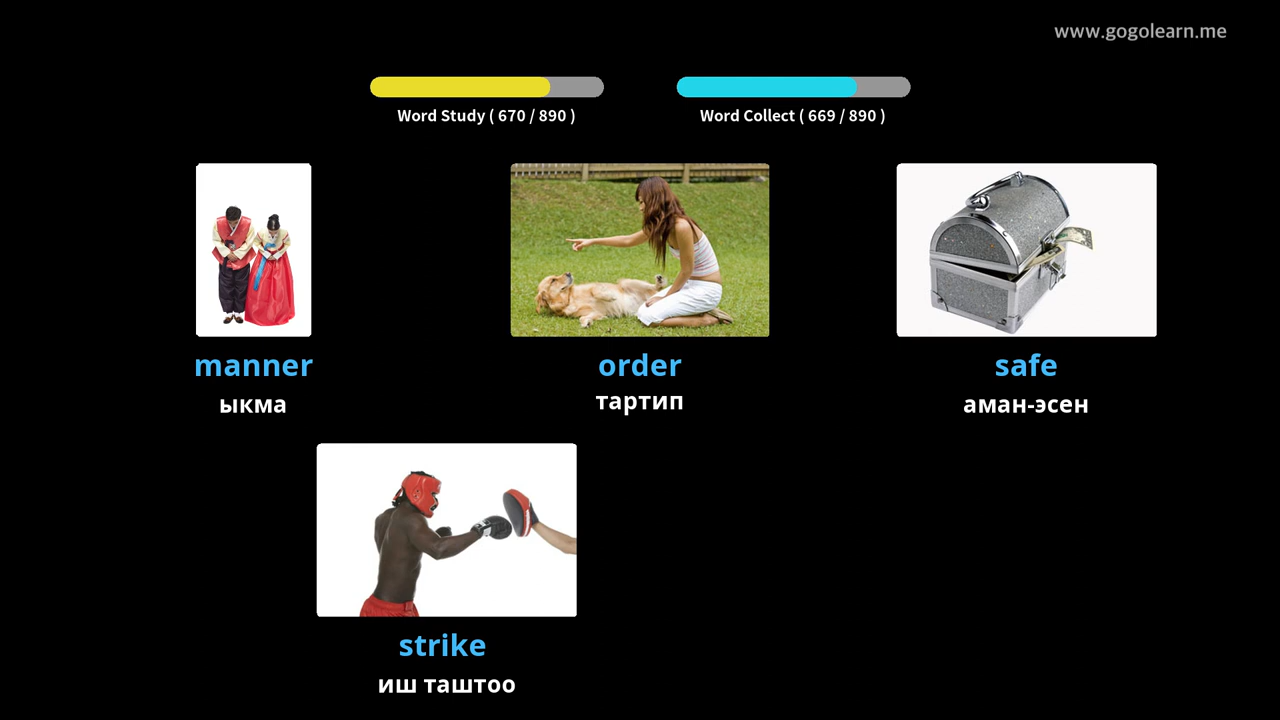 www.gogolearn.me
Word Study ( 670 / 890 )
Word Collect ( 669 / 890 )
manner
ыкма
order
тартип
safe
аман-эсен
strike
иш таштоо